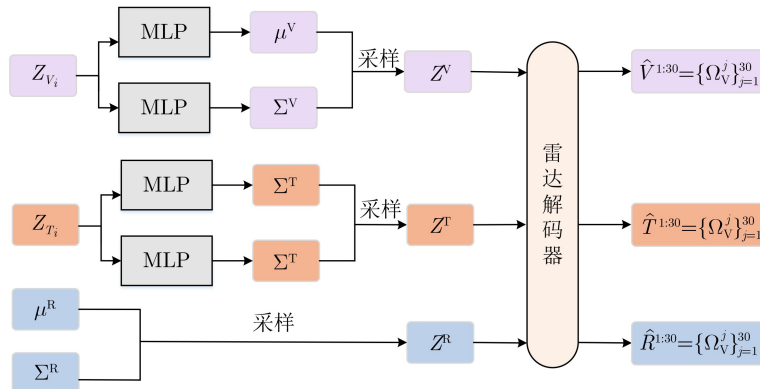 Z_{V_i}
MLP
μ^V
MLP
Σ^V
采样
Z^V
V̂^{1:30}={Ω_V^j}_{j=1}^{30}
Z_{T_i}
MLP
Σ^T
MLP
Σ^T
采样
Z^T
T̂^{1:30}={Ω_V^j}_{j=1}^{30}
μ^R
Σ^R
采样
Z^R
R̂^{1:30}={Ω_V^j}_{j=1}^{30}
雷达解码器